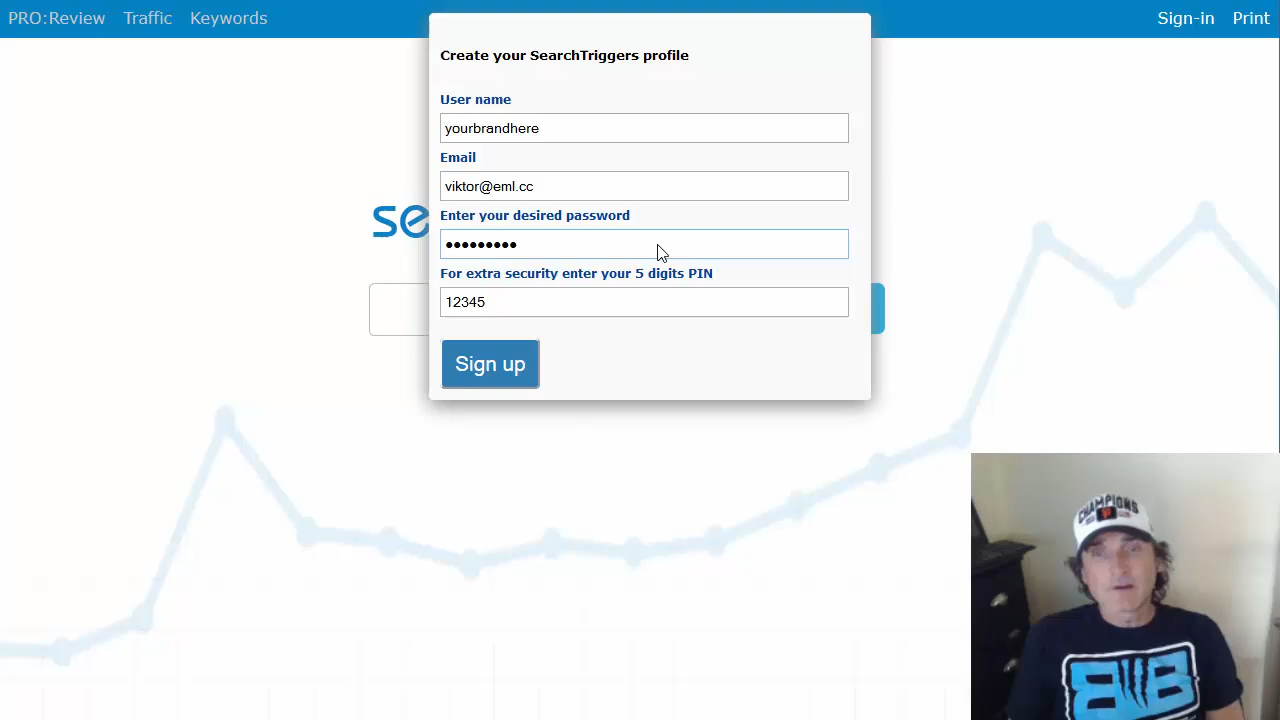 PRO:Review Traffic Keywords Sign-in Print
Create your SearchTriggers profile
User name
yourbrandhere
Email
viktor@eml.cc
Enter your desired password
•••••••••
For extra security enter your 5 digits PIN
12345
Sign up
se
CHAMPIONS